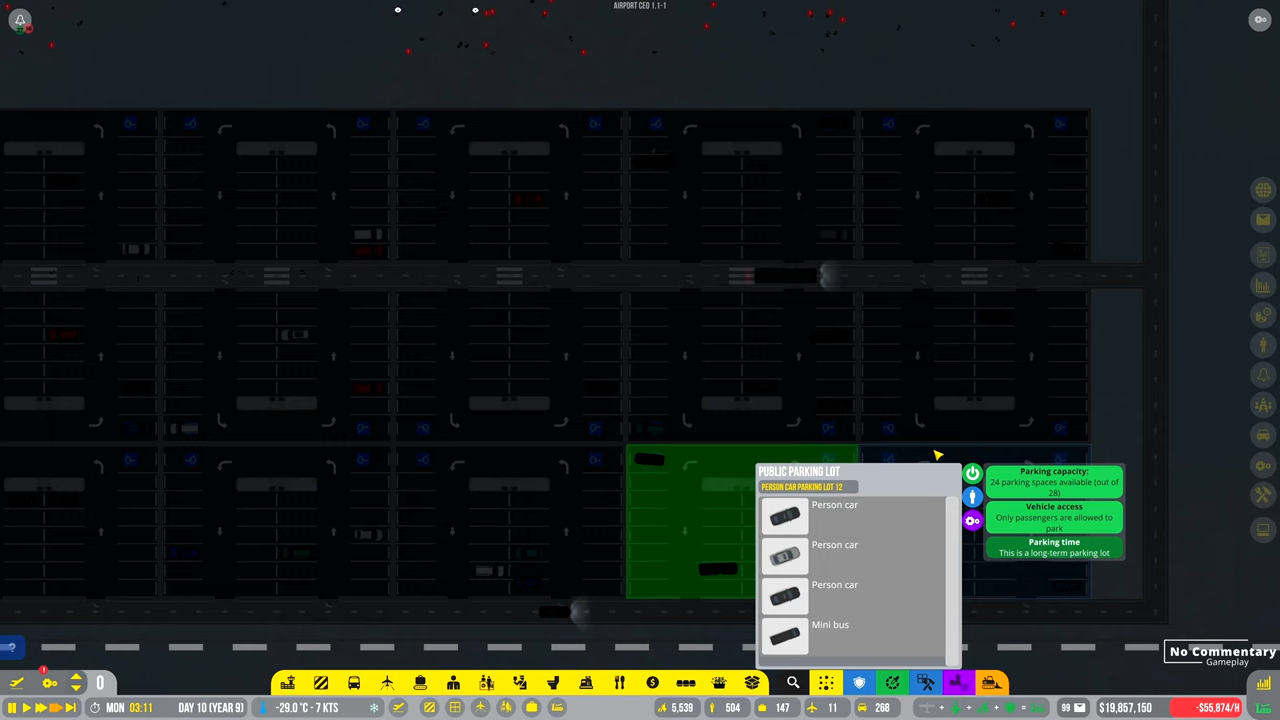 AIRPORT CEO 1.1-1
PUBLIC PARKING LOT
PERSON CAR PARKING LOT 12
Person car
Person car
Person car
Mini bus
Parking capacity:
24 parking spaces available (out of
28)
Vehicle access
Only passengers are allowed to
park
Parking time
This is a long-term parking lot
No Commentary
Gameplay
?
0
MON 03:11
DAY 10 (YEAR 9)
-29.0 °C - 7 KTS
5,539
504
147
11
268
99
$19,857,150
-$55,874/H